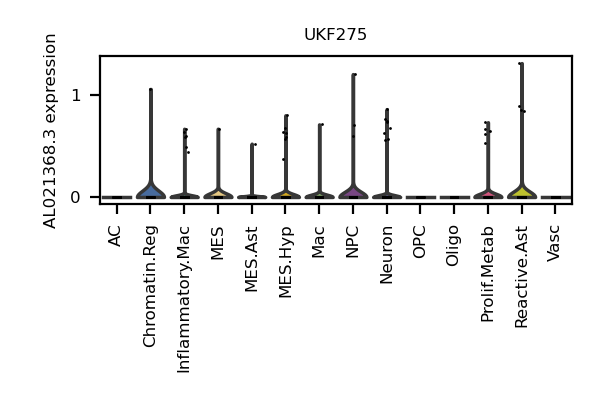 UKF275
AL021368.3 expression
1
0
AC
Chromatin.Reg
Inflammatory.Mac
MES
MES.Ast
MES.Hyp
Mac
NPC
Neuron
OPC
Oligo
Prolif.Metab
Reactive.Ast
Vasc